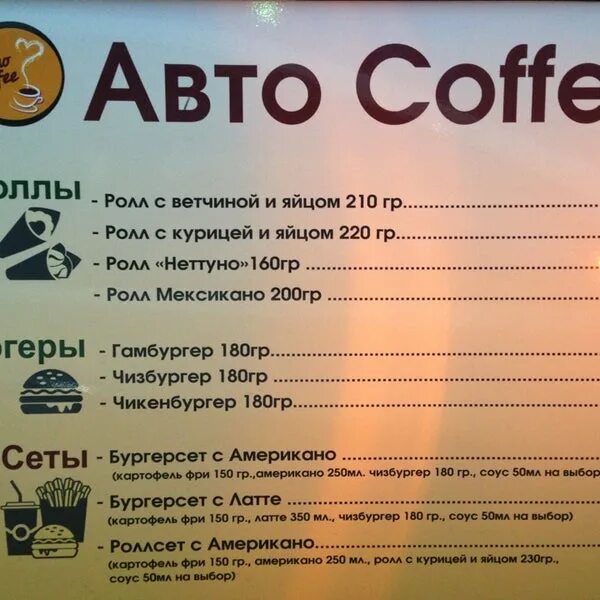 Авто Coffe
оллы
- Ролл с ветчиной и яйцом 210 гр
- Ролл с курицей и яйцом 220 гр
- Ролл «Неттуно»160гр
- Ролл Мексикано 200гр
ргеры
- Гамбургер 180гр
- Чизбургер 180гр
- Чикенбургер 180гр
Сеты
- Бургерсет с Американо
(картофель фри 150 гр.,американо 250мл. чизбургер 180 гр., соус 50мл на выбор)
- Бургерсет с Латте
(картофель фри 150 гр., латте 350 мл., чизбургер 180 гр., соус 50мл на выбор)
- Роллсет с Американо
(картофель фри 150 гр., американо 250 мл., ролл с курицей и яйцом 230гр.,
соус 50мл на выбор)